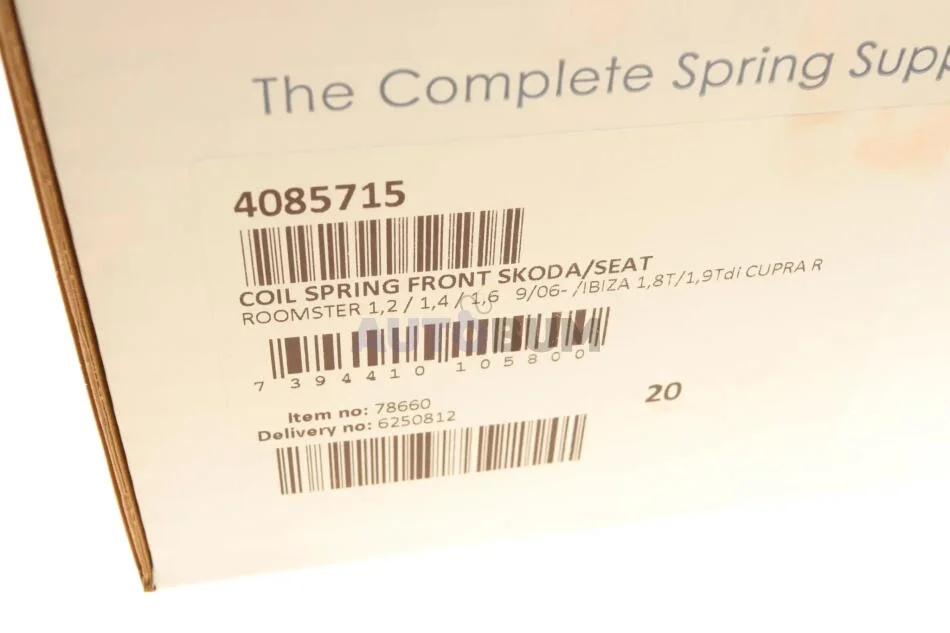 The Complete Spring Supp
4085715
COIL SPRING FRONT SKODA/SEAT
ROOMSTER 1,2 / 1,4 / 1,6 9/06- /IBIZA 1,8T/1,9Tdi CUPRA R
AUTOBUM
7 394410 105800
20
Item no: 78660
Delivery no: 6250812